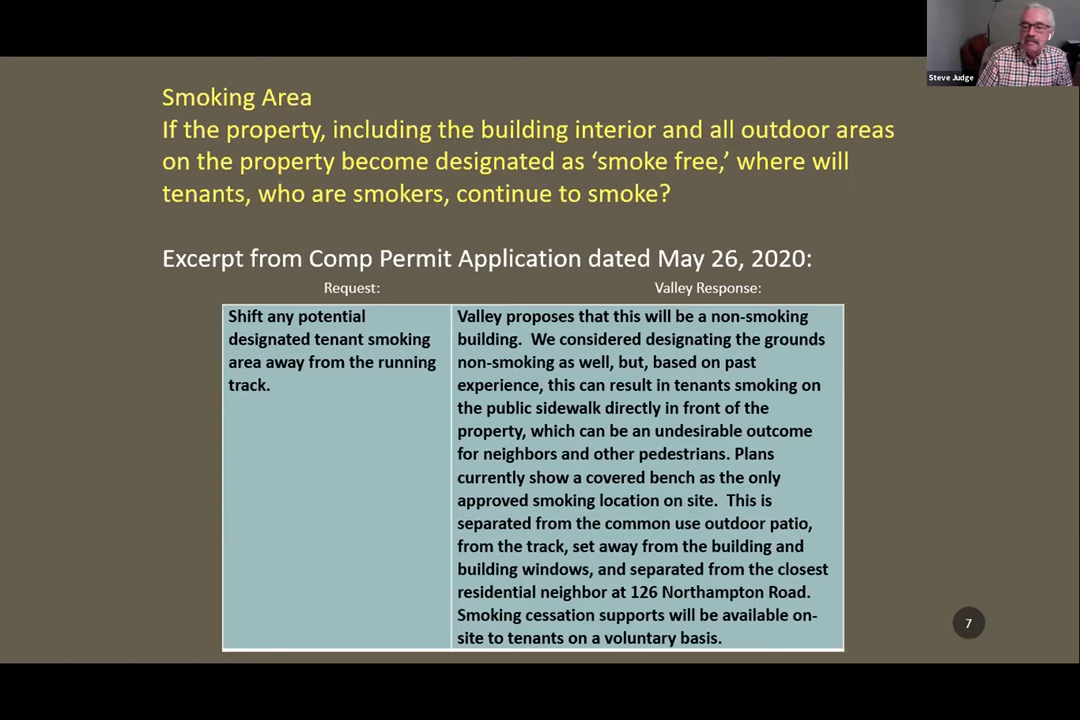 Steve Judge
Smoking Area
If the property, including the building interior and all outdoor areas
on the property become designated as ‘smoke free,’ where will
tenants, who are smokers, continue to smoke?
Excerpt from Comp Permit Application dated May 26, 2020:
Request:
Valley Response:
Shift any potential
designated tenant smoking
area away from the running
track.
Valley proposes that this will be a non-smoking
building.  We considered designating the grounds
non-smoking as well, but, based on past
experience, this can result in tenants smoking on
the public sidewalk directly in front of the
property, which can be an undesirable outcome
for neighbors and other pedestrians. Plans
currently show a covered bench as the only
approved smoking location on site.  This is
separated from the common use outdoor patio,
from the track, set away from the building and
building windows, and separated from the closest
residential neighbor at 126 Northampton Road.
Smoking cessation supports will be available on-
site to tenants on a voluntary basis.
7